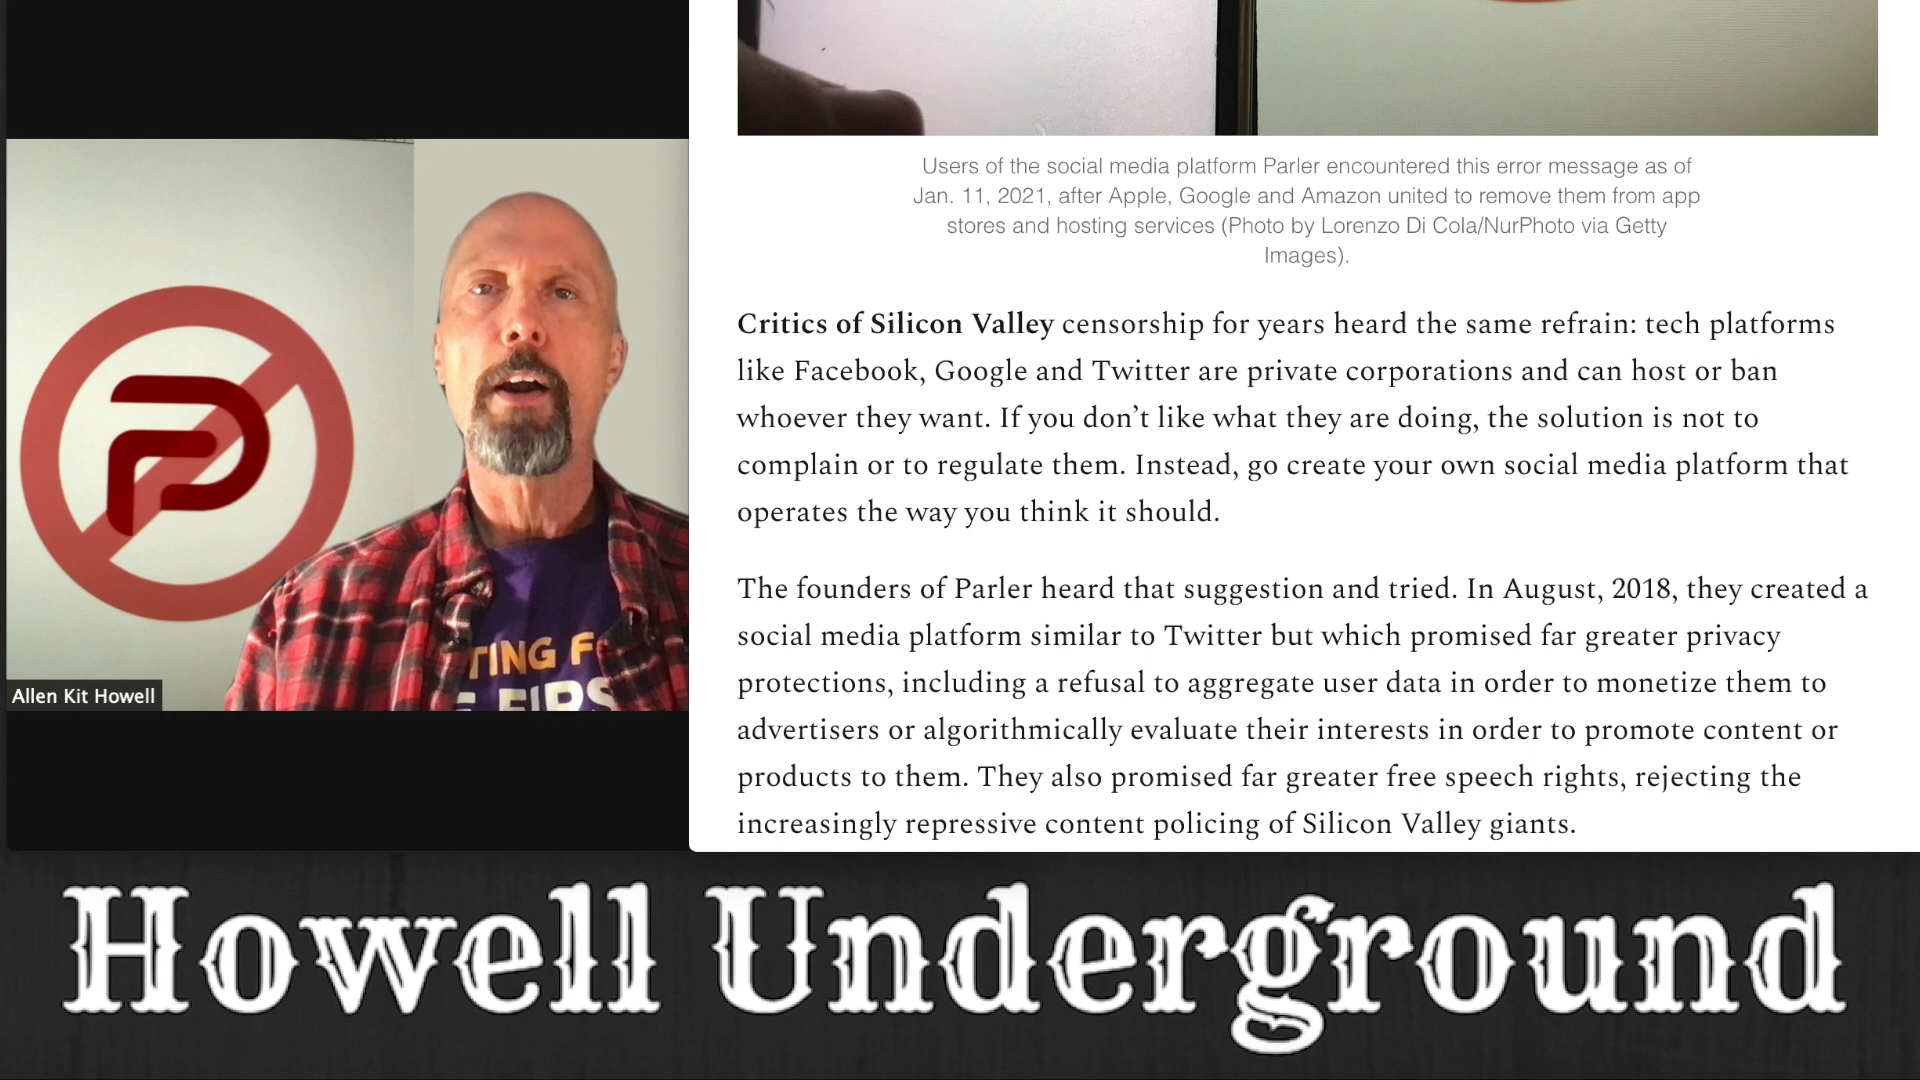 Users of the social media platform Parler encountered this error message as of
Jan. 11, 2021, after Apple, Google and Amazon united to remove them from app
stores and hosting services (Photo by Lorenzo Di Cola/NurPhoto via Getty
Images).
Critics of Silicon Valley censorship for years heard the same refrain: tech platforms
like Facebook, Google and Twitter are private corporations and can host or ban
whoever they want. If you don’t like what they are doing, the solution is not to
complain or to regulate them. Instead, go create your own social media platform that
operates the way you think it should.
The founders of Parler heard that suggestion and tried. In August, 2018, they created a
social media platform similar to Twitter but which promised far greater privacy
protections, including a refusal to aggregate user data in order to monetize them to
advertisers or algorithmically evaluate their interests in order to promote content or
products to them. They also promised far greater free speech rights, rejecting the
increasingly repressive content policing of Silicon Valley giants.
TING F
FIRS
Allen Kit Howell
Howell Underground